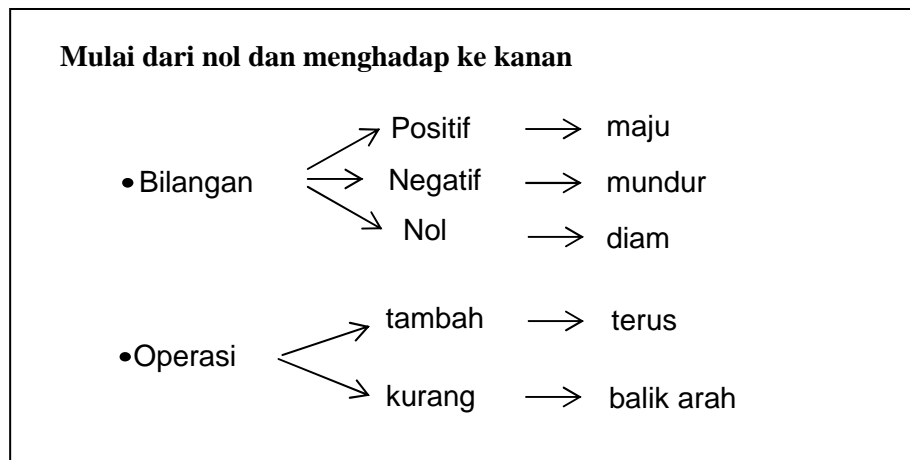 Mulai dari nol dan menghadap ke kanan
Positif → maju
•Bilangan → Negatif → mundur
Nol → diam
tambah → terus
•Operasi
kurang → balik arah